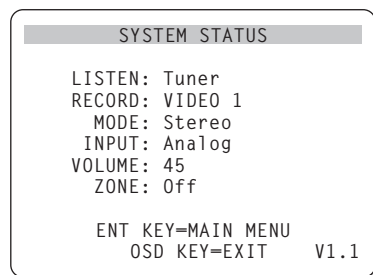 SYSTEM STATUS
LISTEN: Tuner
RECORD: VIDEO 1
MODE: Stereo
INPUT: Analog
VOLUME: 45
ZONE: Off
ENT KEY=MAIN MENU
OSD KEY=EXIT V1.1